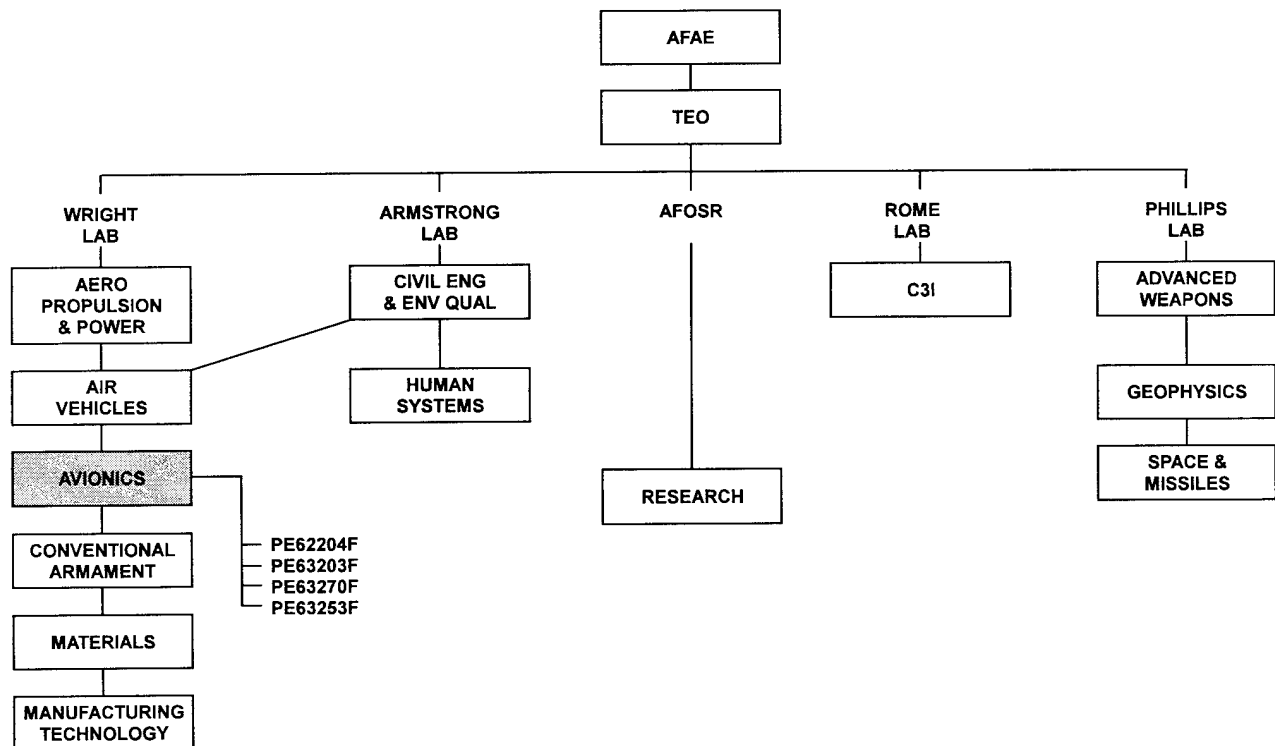 AFAE
TEO
WRIGHT
LAB
ARMSTRONG
LAB
AFOSR
ROME
LAB
PHILLIPS
LAB
AERO
PROPULSION
& POWER
CIVIL ENG
& ENV QUAL
C3I
ADVANCED
WEAPONS
AIR
VEHICLES
HUMAN
SYSTEMS
GEOPHYSICS
AVIONICS
RESEARCH
SPACE &
MISSILES
CONVENTIONAL
ARMAMENT
PE62204F
PE63203F
PE63270F
PE63253F
MATERIALS
MANUFACTURING
TECHNOLOGY